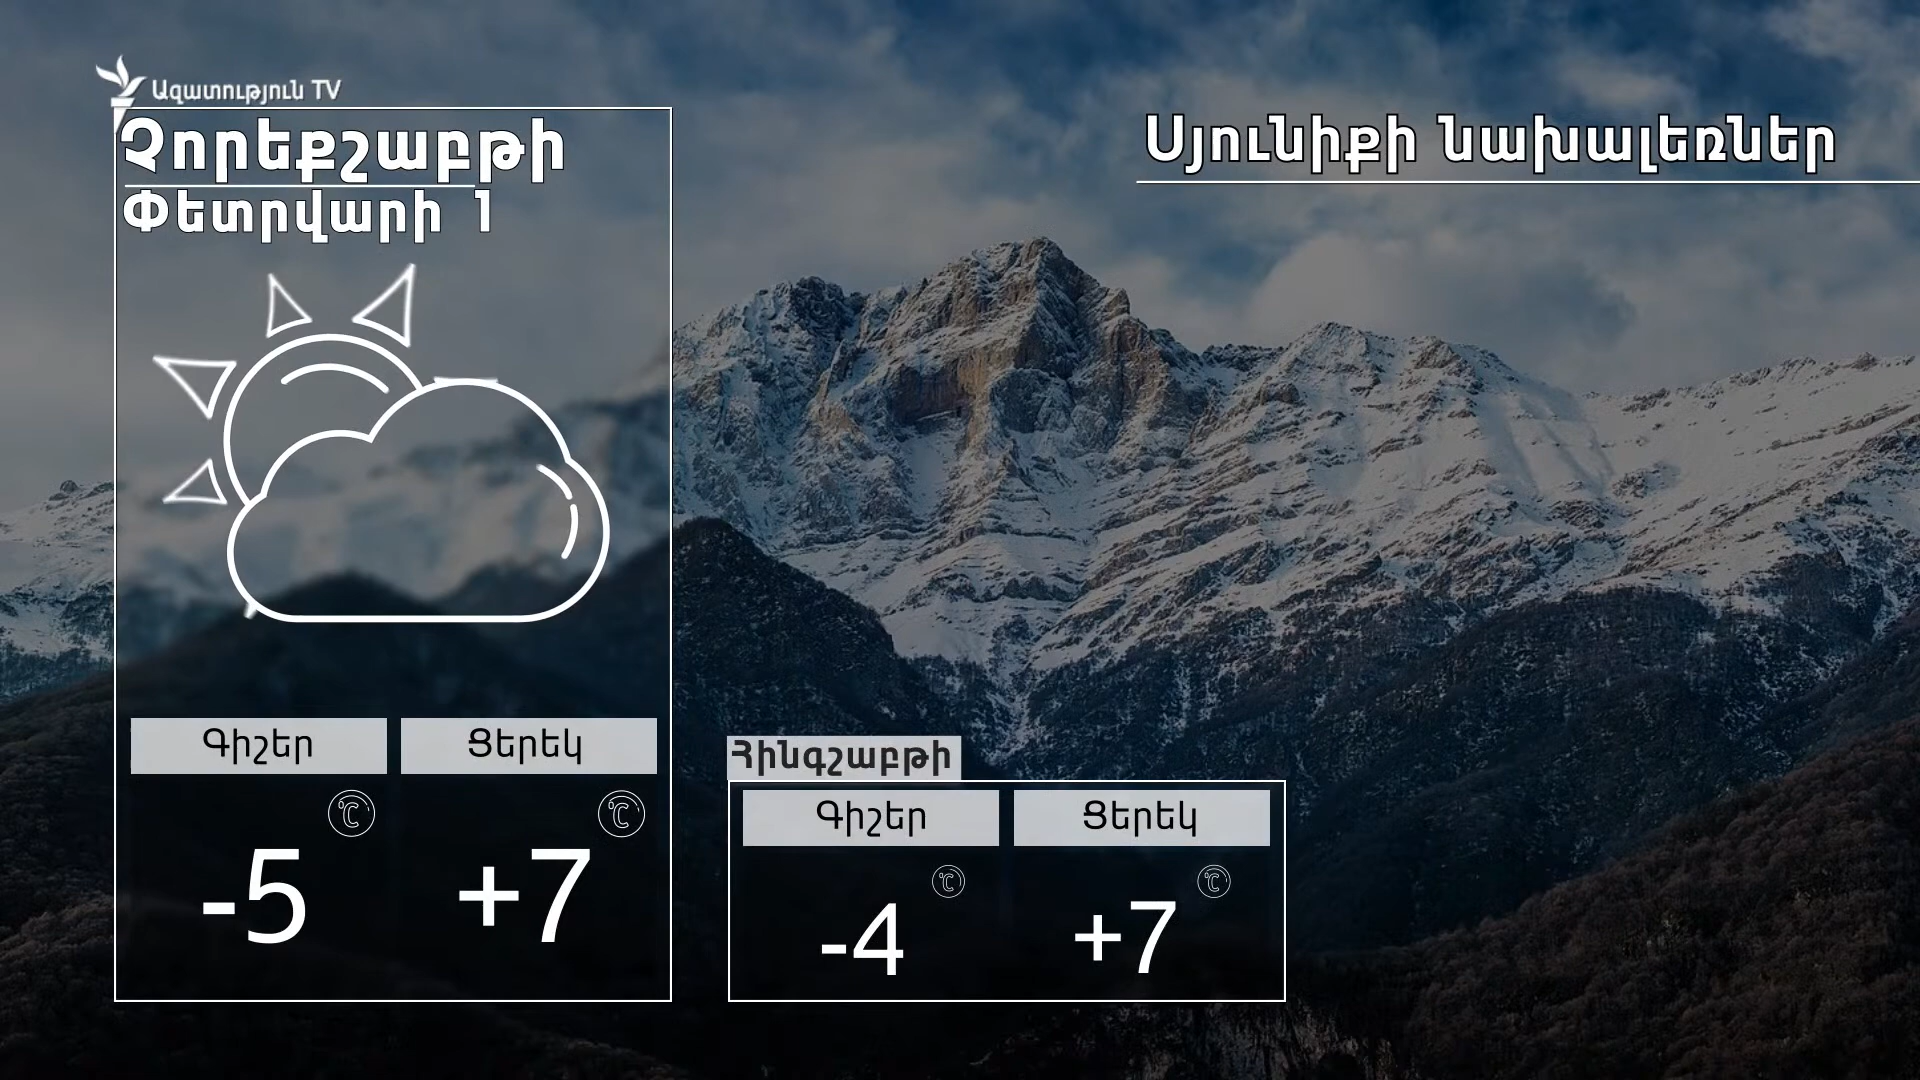 Ազատություն TV
Չորեքշաբթի
Փետրվարի 1
Սյունիքի նախալեռներ
Գիշեր
Ցերեկ
℃
℃
-5
+7
Հինգշաբթի
Գիշեր
Ցերեկ
℃
℃
-4
+7